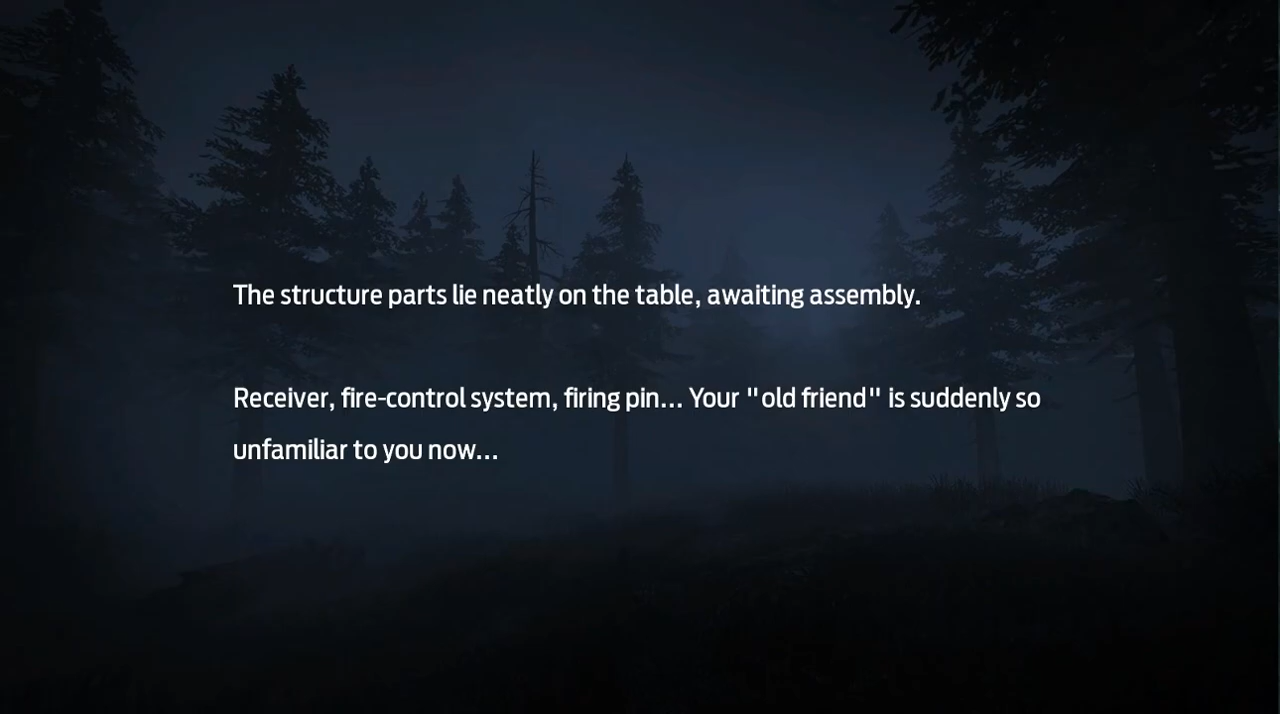 The structure parts lie neatly on the table, awaiting assembly.
Receiver, fire-control system, firing pin... Your "old friend" is suddenly so
unfamiliar to you now...